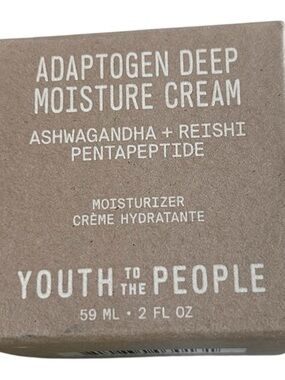 ADAPTOGEN DEEP
MOISTURE CREAM
ASHWAGANDHA + REISHI
PENTAPEPTIDE
MOISTURIZER
CRÈME HYDRATANTE
YOUTH TO THE PEOPLE
59 ML • 2 FL OZ